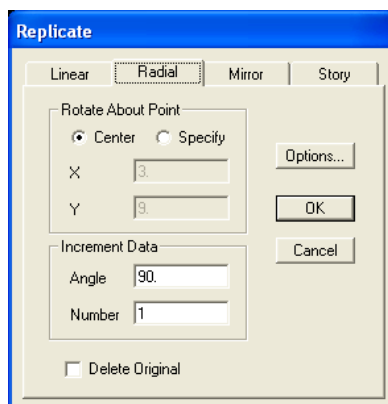 Replicate
Linear Radial Mirror Story
Rotate About Point
Center Specify
X 3.
Y 9.
Options...
OK
Cancel
Increment Data
Angle 90.
Number 1
Delete Original